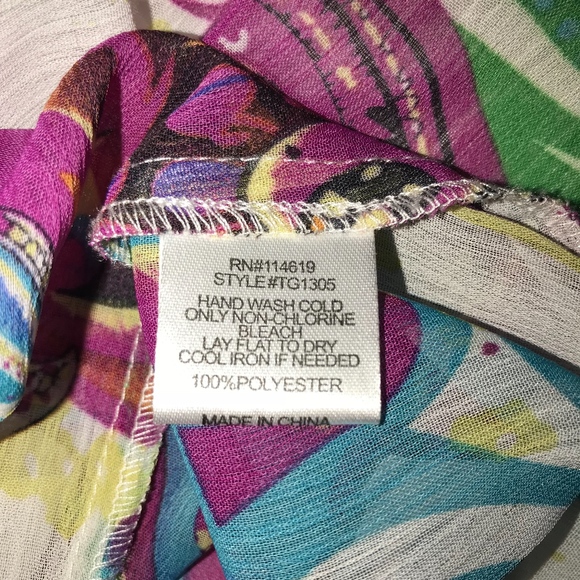 RN#114619
STYLE#TG1305
HAND WASH COLD
ONLY NON-CHLORINE
BLEACH
LAY FLAT TO DRY
COOL IRON IF NEEDED
100%POLYESTER
MADE IN CHINA